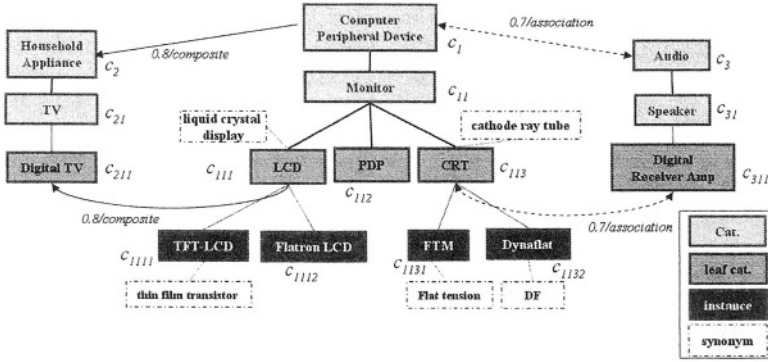 Computer
Peripheral Device
c1
0.7/association
0.8/composite
Household
Appliance
c2
Audio
c3
Monitor
c11
TV
c21
Speaker
c31
liquid crystal
display
cathode ray tube
Digital TV
c211
c111
LCD
PDP
c112
CRT
c113
Digital
Receiver Amp
c311
0.8/composite
0.7/association
TFT-LCD
c1111
Flatron LCD
c1112
FTM
c1131
Dynaflat
c1132
thin film transistor
Flat tension
DF
Cat.
leaf cat.
instance
synonym